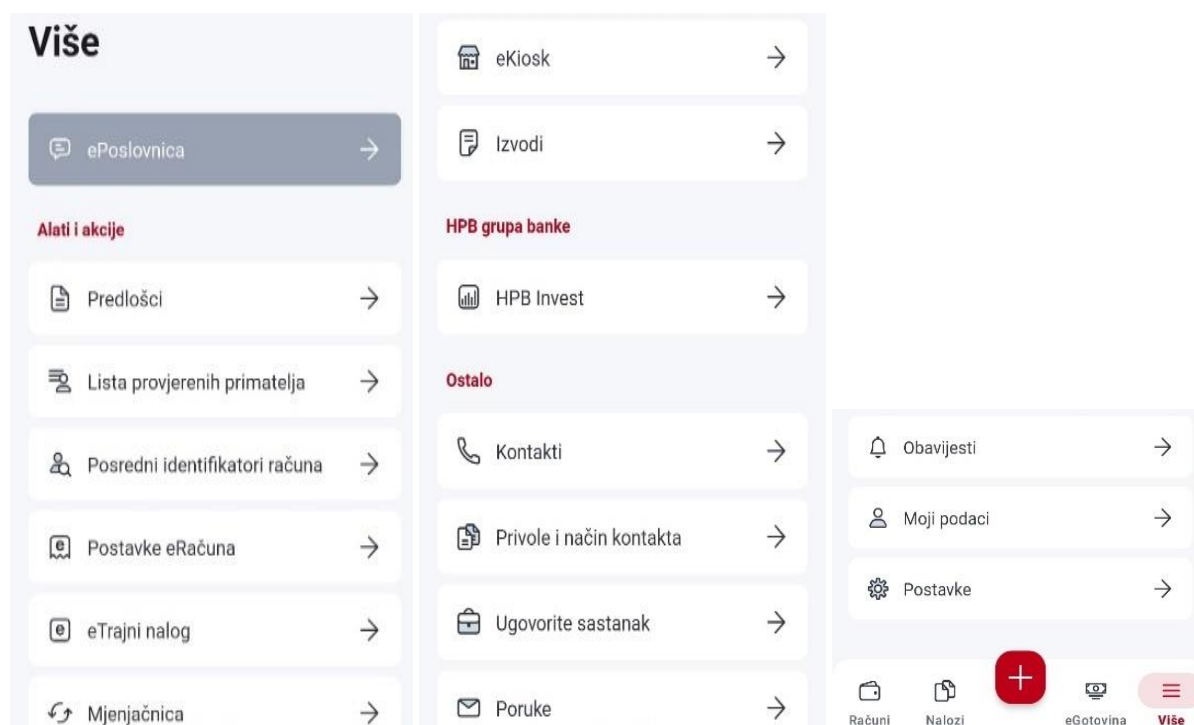 Više
ePoslovnica
Alati i akcije
Predlošci
Lista provjerenih primatelja
Posredni identifikatori računa
Postavke eRačuna
eTrajni nalog
Mjenjačnica
eKiosk
Izvodi
HPB grupa banke
HPB Invest
Ostalo
Kontakti
Privole i način kontakta
Ugovorite sastanak
Poruke
Obavijesti
Moji podaci
Postavke
Računi Nalozi eGotovina Više